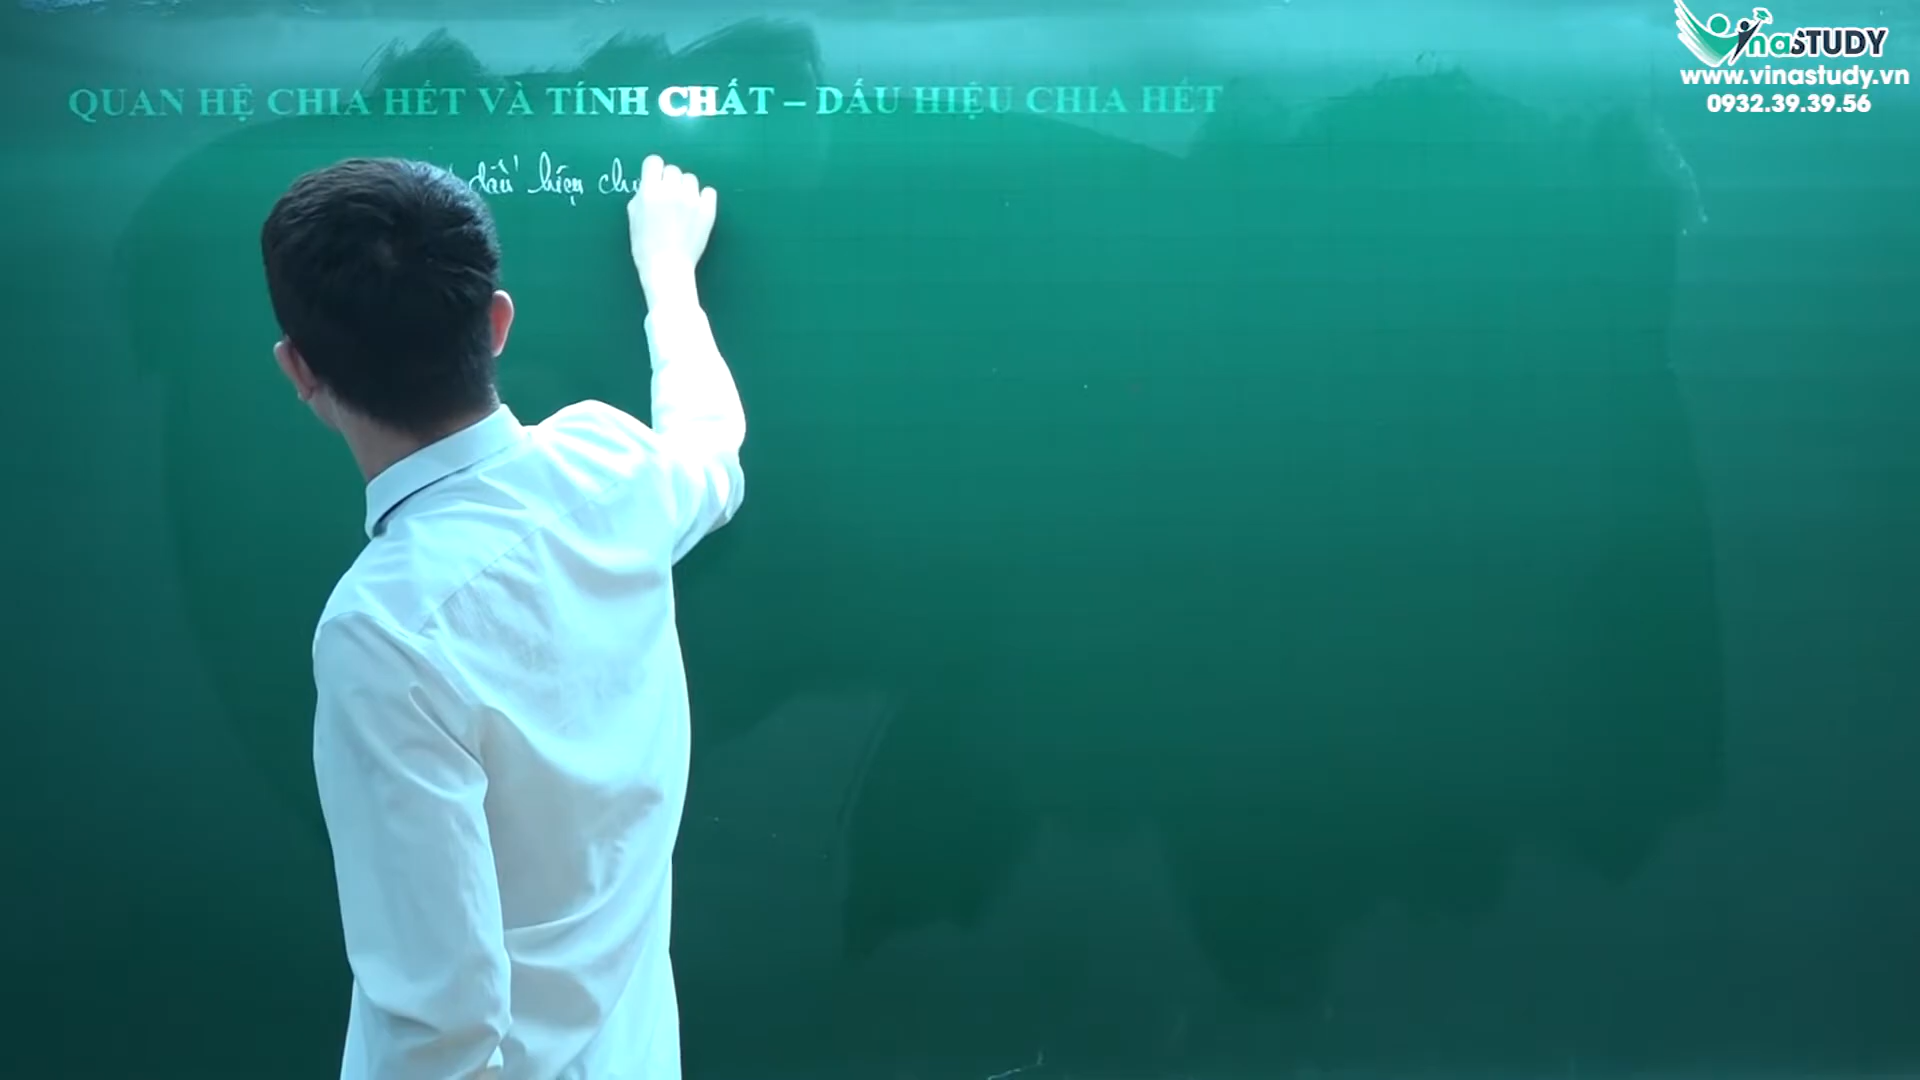 VinaSTUDY
www.vinastudy.vn
0932.39.39.56
QUAN HỆ CHIA HẾT VÀ TÍNH CHẤT – DẤU HIỆU CHIA HẾT
dấu hiệu